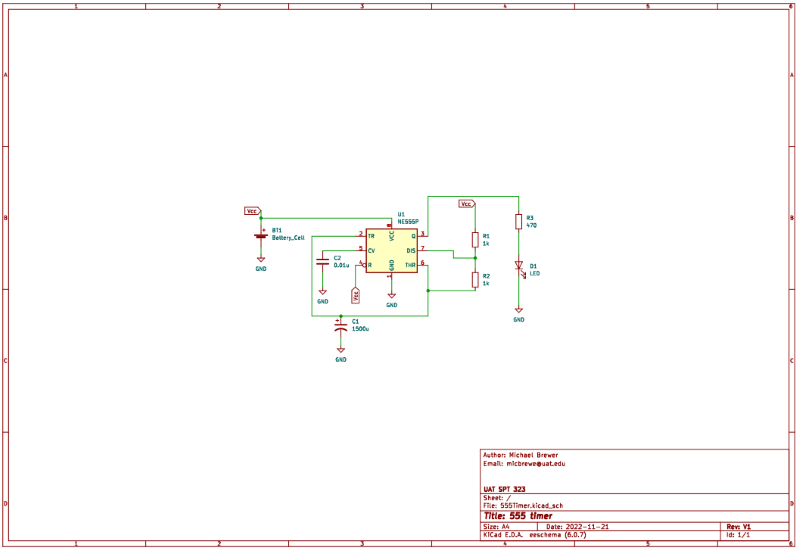 1 2 3 4 5 6
A A
Vcc
BT1
Battery_Cell
GND
U1
NE555P
VCC
GND
2 TR
5 CV
4 R
Q 3
DIS 7
THR 6
8
1
GND
C2
0.01u
GND
Vcc
C1
1500u
GND
Vcc
R1
1k
R2
1k
R3
470
D1
LED
GND
B B
C C
D D
Author: Michael Brewer
Email: micbrewe@uat.edu
UAT SPT 323
Sheet: /
File: 555Timer.kicad_sch
Title: 555 timer
Size: A4 Date: 2022-11-21 Rev: V1
KiCad E.D.A. eeschema (6.0.7) Id: 1/1
1 2 3 4 5 6